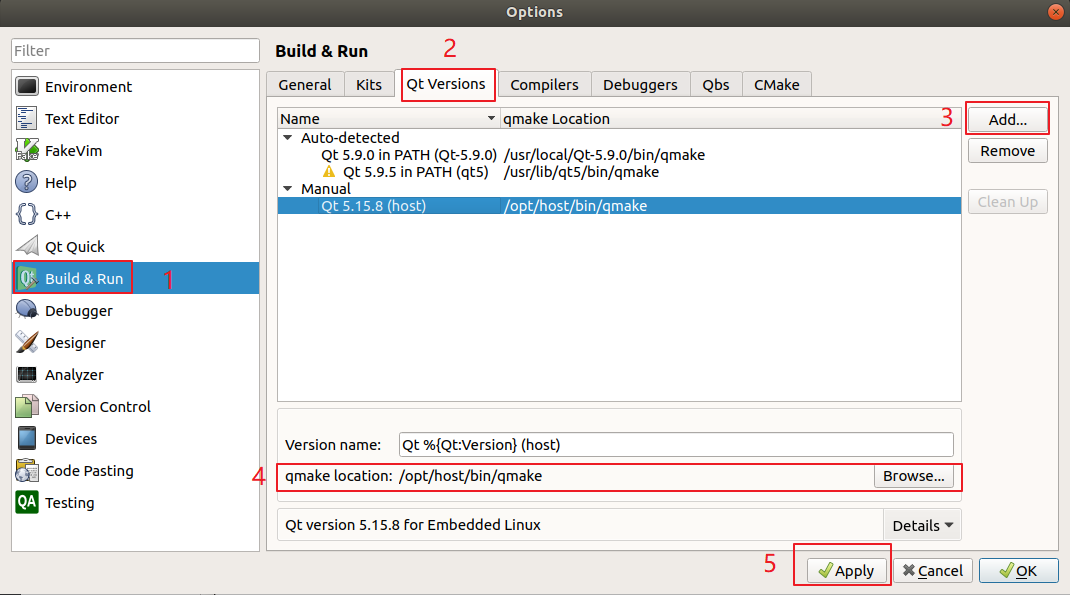 Options
Filter
Environment
Text Editor
FakeVim
Help
C++
Qt Quick
Build & Run
1
Debugger
Designer
Analyzer
Version Control
Devices
Code Pasting
QA Testing
Build & Run
2
General Kits Qt Versions Compilers Debuggers Qbs CMake
Name qmake Location
Auto-detected
Qt 5.9.0 in PATH (Qt-5.9.0) /usr/local/Qt-5.9.0/bin/qmake
Qt 5.9.5 in PATH (qt5) /usr/lib/qt5/bin/qmake
Manual
Qt 5.15.8 (host) /opt/host/bin/qmake
3 Add...
Remove
Clean Up
Version name: Qt %{Qt:Version} (host)
4 qmake location: /opt/host/bin/qmake Browse...
Qt version 5.15.8 for Embedded Linux Details
5 Apply Cancel OK